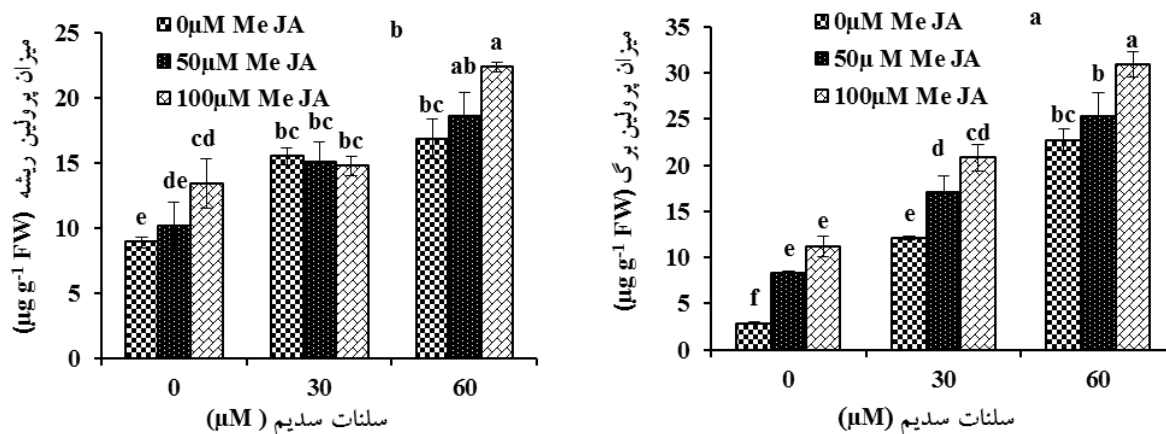 میزان پرولین ریشه
(µg g-1 FW)
0µM Me JA
50µM Me JA
100µM Me JA
b
25
20
15
10
5
0
e
de
cd
bc
bc
bc
bc
ab
a
0
30
60
سلنات سدیم ( µM)
میزان پرولین برگ
(µg g-1 FW)
0µM Me JA
50µ M Me JA
100µM Me JA
a
35
30
25
20
15
10
5
0
f
e
e
e
d
cd
bc
b
a
0
30
60
سلنات سدیم (µM)